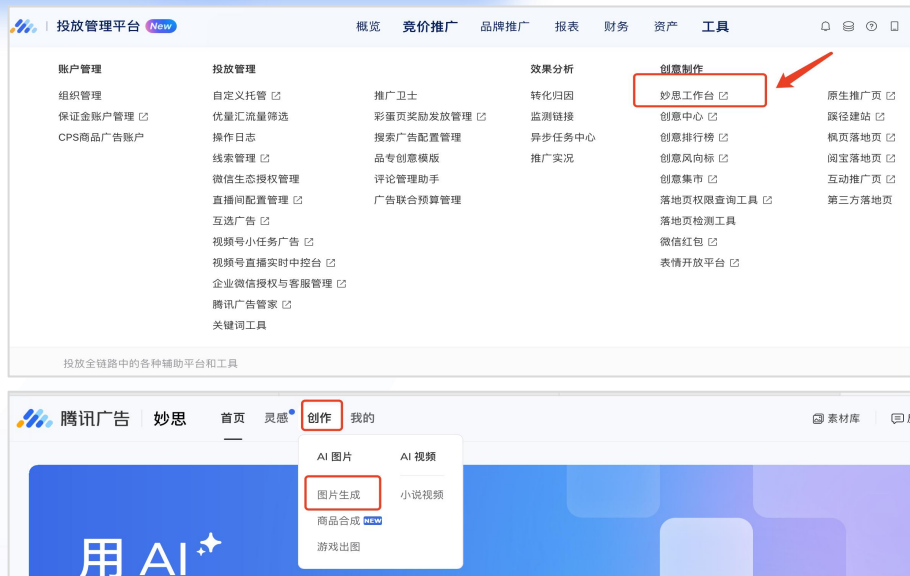 投放管理平台 New 概览 竞价推广 品牌推广 报表 财务 资产 工具
账户管理
组织管理
保证金账户管理
CPS商品广告账户
投放管理
自定义托管
优量汇流量筛选
操作日志
线索管理
微信生态授权管理
直播间配置管理
互选广告
视频号小任务广告
视频号直播实时中控台
企业微信授权与客服管理
腾讯广告管家
关键词工具
推广卫士
彩蛋页奖励发放管理
搜索广告配置管理
品专创意模版
评论管理助手
广告联合预算管理
效果分析
转化归因
监测链接
异步任务中心
推广实况
创意制作
妙思工作台
创意中心
创意排行榜
创意风向标
创意集市
落地页权限查询工具
落地页检测工具
微信红包
表情开放平台
原生推广页
蹊径建站
枫页落地页
阅宝落地页
互动推广页
第三方落地页
投放全链路中的各种辅助平台和工具
腾讯广告 妙思 首页 灵感 创作 我的 素材库
AI 图片
图片生成
商品合成 NEW
游戏出图
AI 视频
小说视频
用 AI